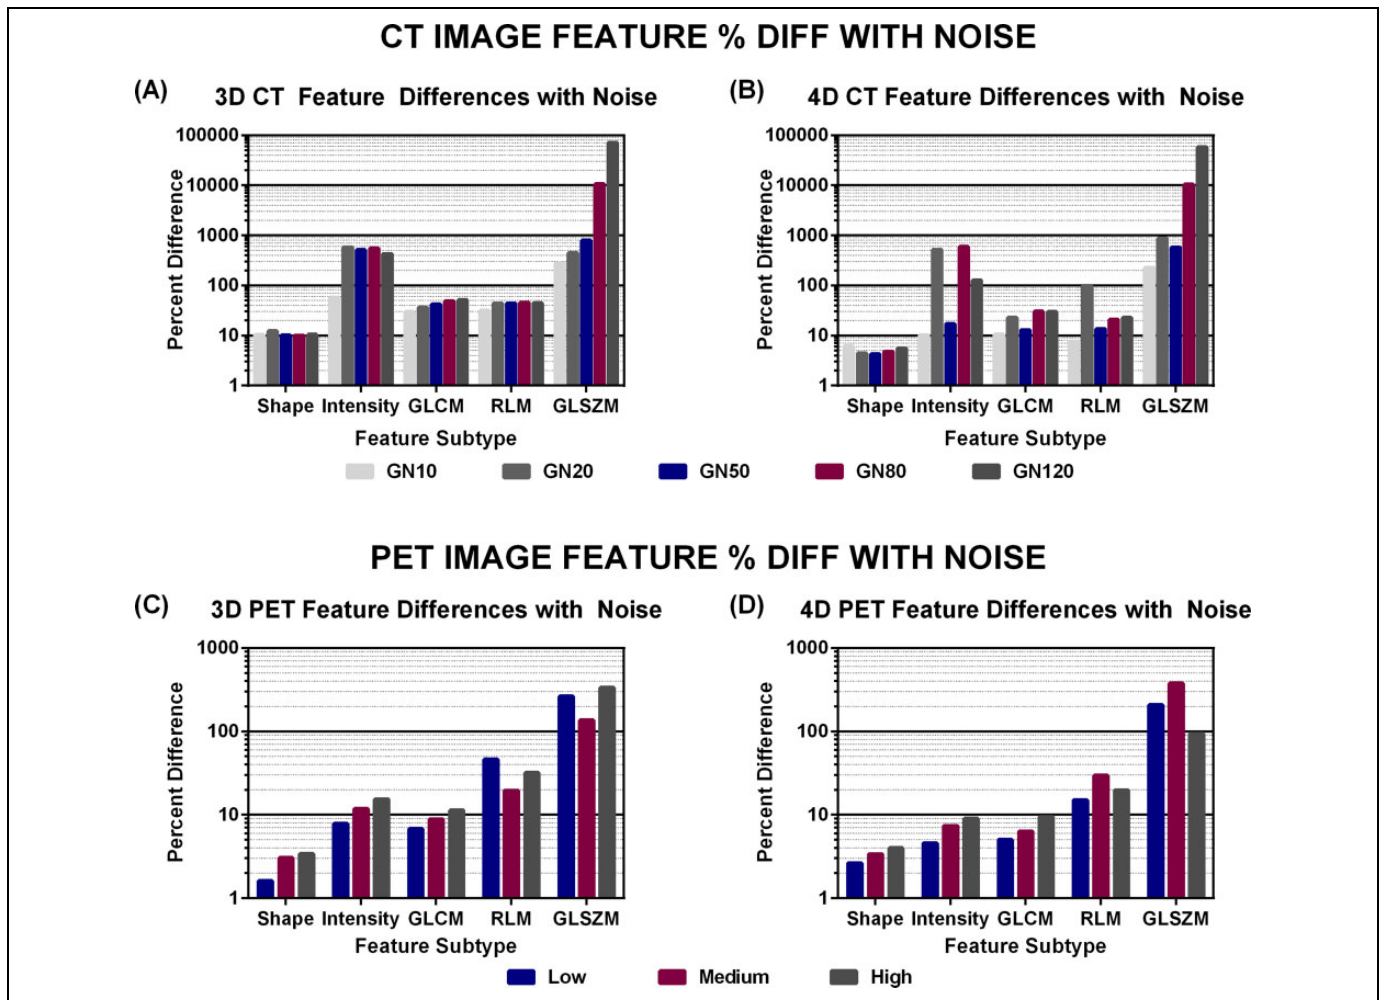 CT IMAGE FEATURE % DIFF WITH NOISE
(A) 3D CT Feature Differences with Noise
100000
10000
1000
100
10
1
Percent Difference
Shape Intensity GLCM RLM GLSZM
Feature Subtype
(B) 4D CT Feature Differences with Noise
100000
10000
1000
100
10
1
Percent Difference
Shape Intensity GLCM RLM GLSZM
Feature Subtype
GN10 GN20 GN50 GN80 GN120
PET IMAGE FEATURE % DIFF WITH NOISE
(C) 3D PET Feature Differences with Noise
1000
100
10
1
Percent Difference
Shape Intensity GLCM RLM GLSZM
Feature Subtype
(D) 4D PET Feature Differences with Noise
1000
100
10
1
Percent Difference
Shape Intensity GLCM RLM GLSZM
Feature Subtype
Low Medium High